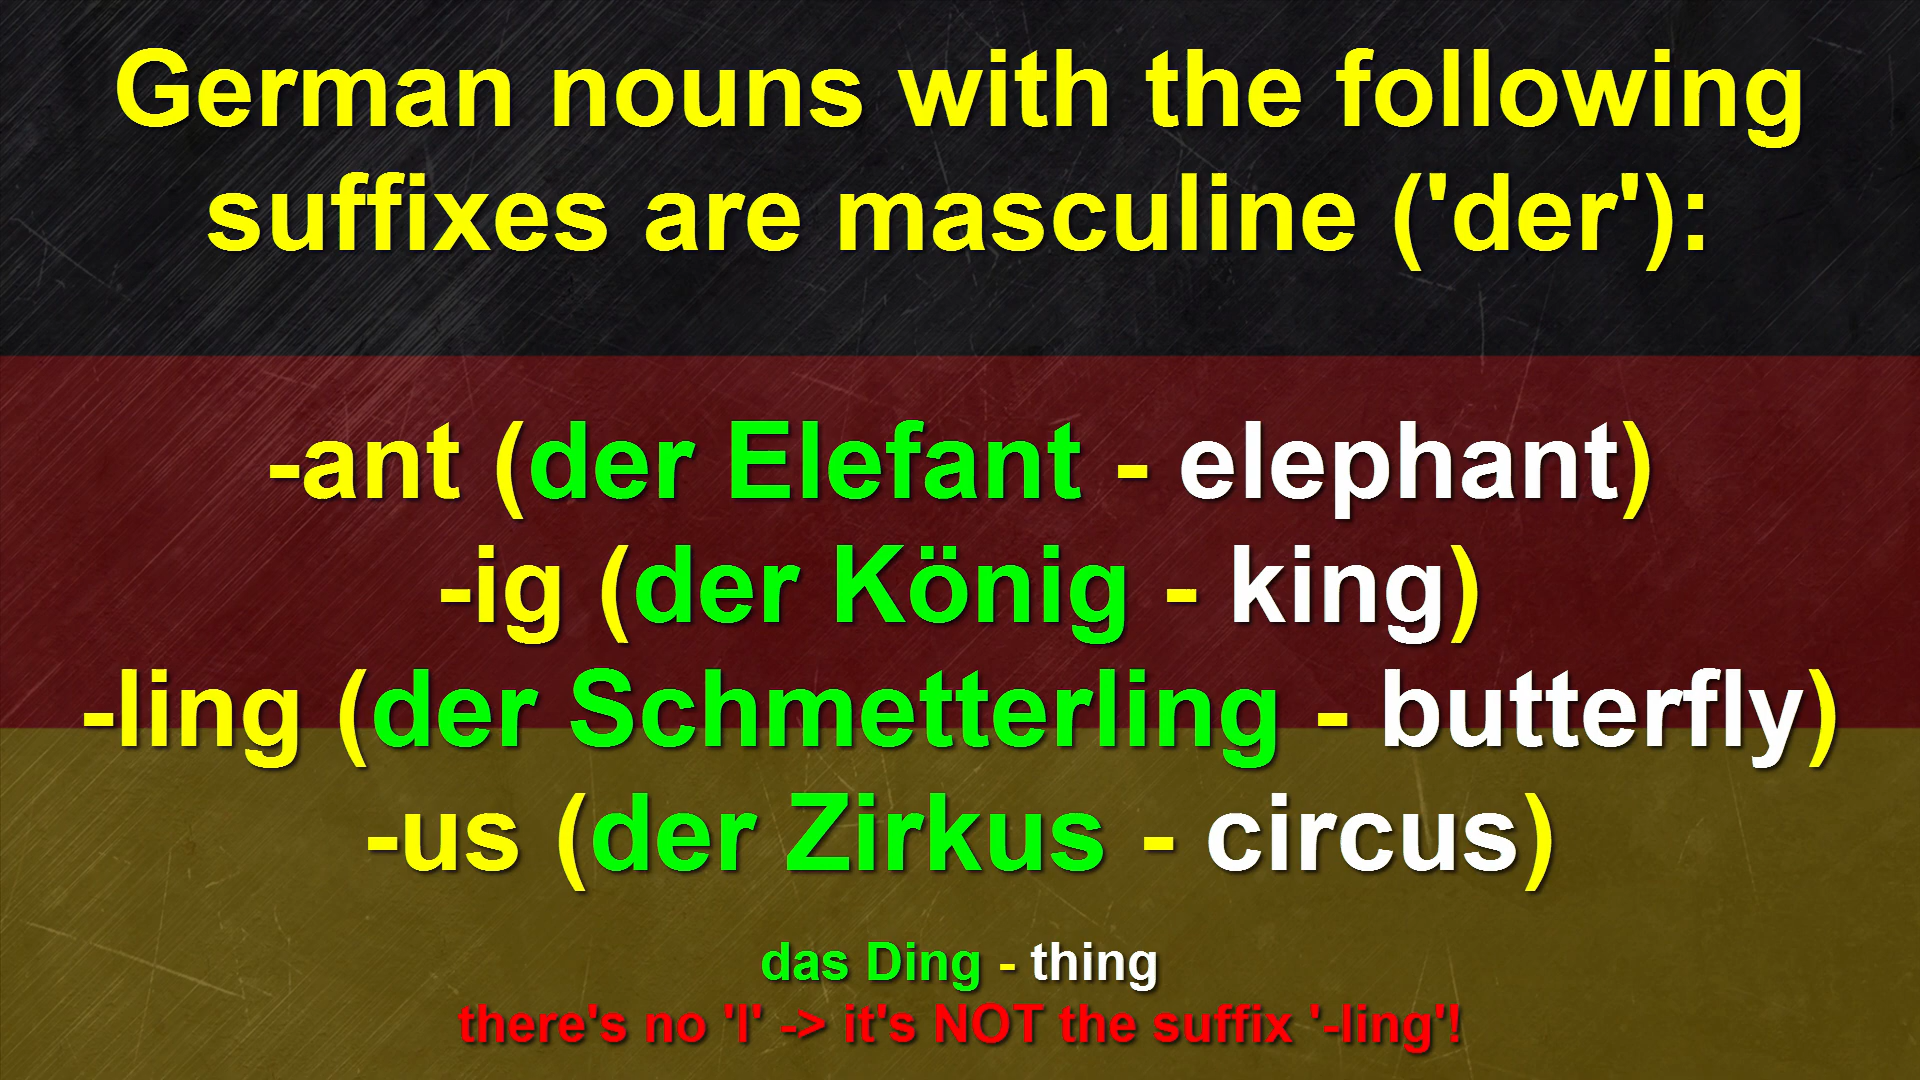 German nouns with the following
suffixes are masculine ('der'):
-ant (der Elefant - elephant)
-ig (der König - king)
-ling (der Schmetterling - butterfly)
-us (der Zirkus - circus)
das Ding - thing
there's no 'l' -> it's NOT the suffix '-ling'!